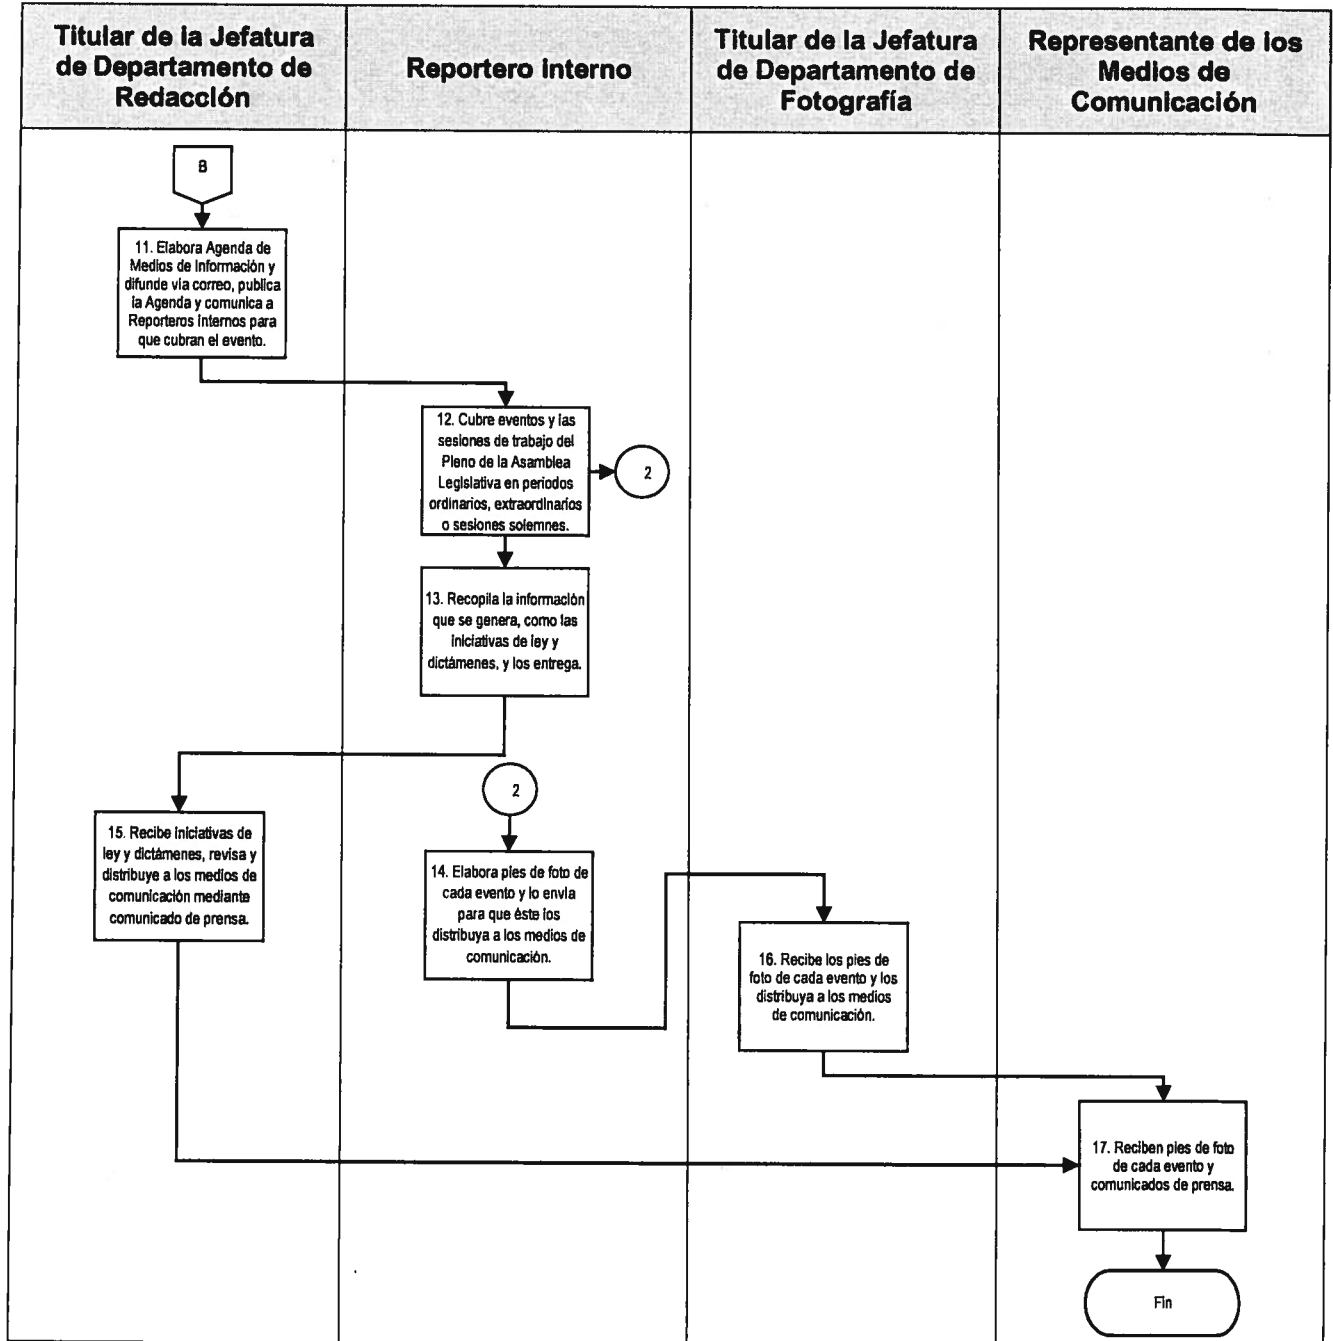 Titular de la Jefatura
de Departamento de
Redacción
Reportero interno
Titular de la Jefatura
de Departamento de
Fotografía
Representante de los
Medios de
Comunicación
B
11. Elabora Agenda de
Medios de Información y
difunde vía correo, publica
la Agenda y comunica a
Reporteros internos para
que cubran el evento.
12. Cubre eventos y las
sesiones de trabajo del
Pleno de la Asamblea
Legislativa en periodos
ordinarios, extraordinarios
o sesiones solemnes.
2
13. Recopila la información
que se genera, como las
iniciativas de ley y
dictámenes, y los entrega.
2
15. Recibe iniciativas de
ley y dictámenes, revisa y
distribuye a los medios de
comunicación mediante
comunicado de prensa.
14. Elabora pies de foto de
cada evento y lo envía
para que éste los
distribuya a los medios de
comunicación.
16. Recibe los pies de
foto de cada evento y los
distribuya a los medios
de comunicación.
17. Reciben pies de foto
de cada evento y
comunicados de prensa.
Fin